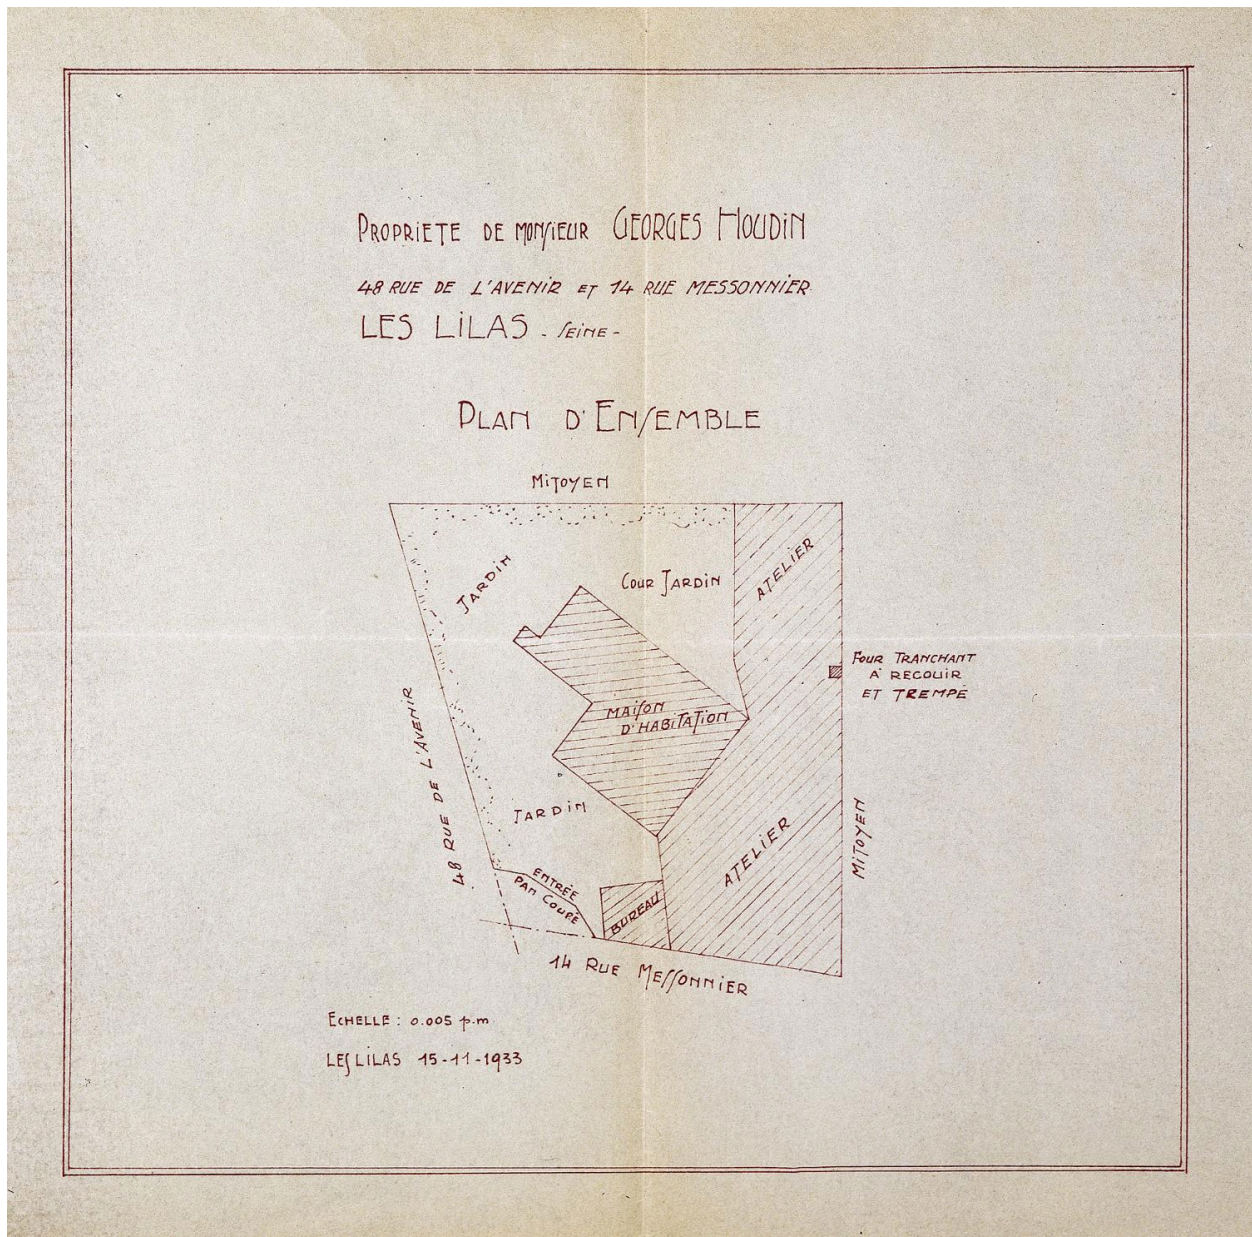 PROPRIETE DE MONSIEUR GEORGES HOUDIN
48 RUE DE L'AVENIR ET 14 RUE MESSONNIER
LES LILAS - SEINE -
PLAN D'ENSEMBLE
MITOYEN
JARDIN
COUR JARDIN
ATELIER
FOUR TRANCHANT
A RECOUIR
ET TREMPÉ
MAISON
D'HABITATION
48 RUE DE L'AVENIR
JARDIN
ATELIER
MITOYEN
ENTRÉE
PAN COUPÉ
BUREAU
14 RUE MESSONNIER
ECHELLE : 0.005 p.m
LES LILAS 15-11-1933